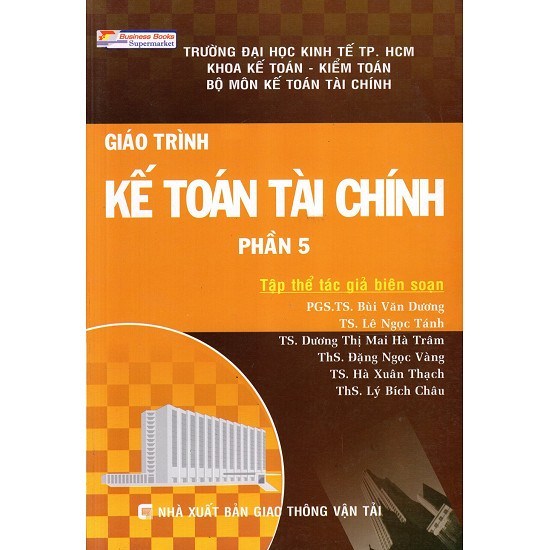 Business Books
Supermarket
TRƯỜNG ĐẠI HỌC KINH TẾ TP. HCM
KHOA KẾ TOÁN - KIỂM TOÁN
BỘ MÔN KẾ TOÁN TÀI CHÍNH
GIÁO TRÌNH
KẾ TOÁN TÀI CHÍNH
PHẦN 5
Tập thể tác giả biên soạn
PGS.TS. Bùi Văn Dương
TS. Lê Ngọc Tánh
TS. Dương Thị Mai Hà Trâm
ThS. Đặng Ngọc Vàng
TS. Hà Xuân Thạch
ThS. Lý Bích Châu
NHÀ XUẤT BẢN GIAO THÔNG VẬN TẢI